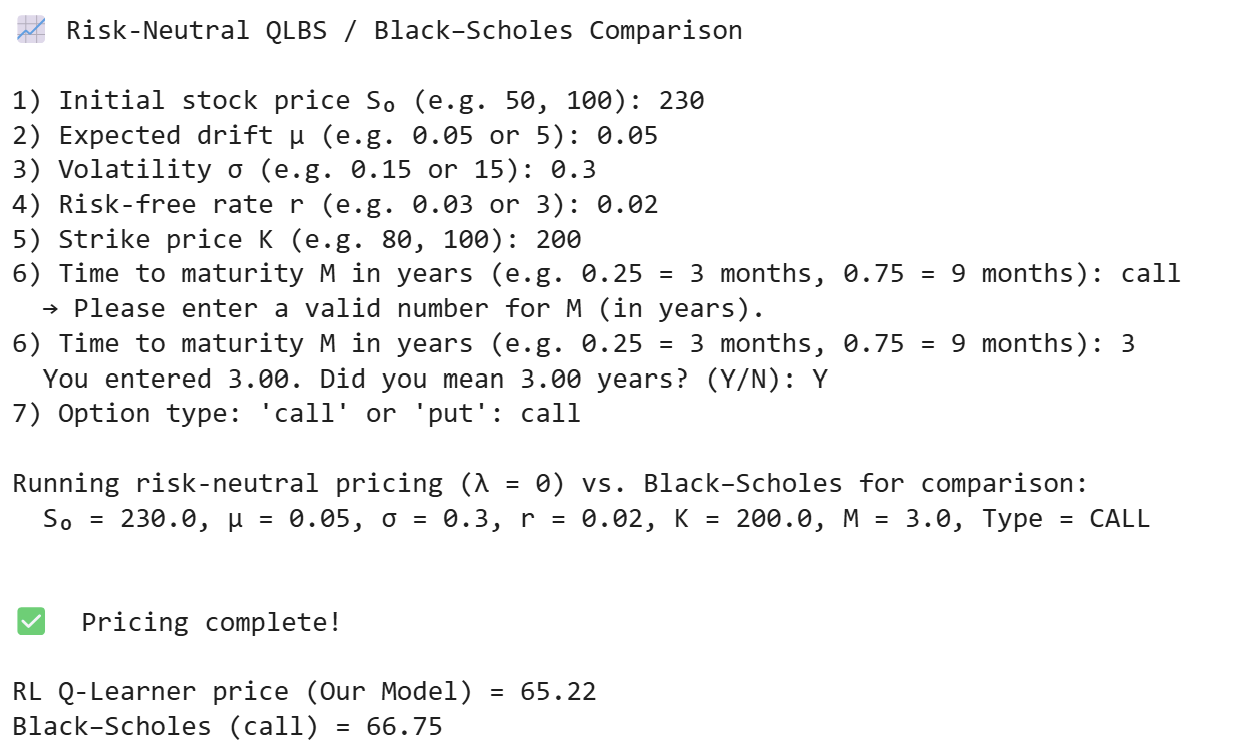 📈 Risk-Neutral QLBS / Black–Scholes Comparison
1) Initial stock price S₀ (e.g. 50, 100): 230
2) Expected drift μ (e.g. 0.05 or 5): 0.05
3) Volatility σ (e.g. 0.15 or 15): 0.3
4) Risk-free rate r (e.g. 0.03 or 3): 0.02
5) Strike price K (e.g. 80, 100): 200
6) Time to maturity M in years (e.g. 0.25 = 3 months, 0.75 = 9 months): call
→ Please enter a valid number for M (in years).
6) Time to maturity M in years (e.g. 0.25 = 3 months, 0.75 = 9 months): 3
You entered 3.00. Did you mean 3.00 years? (Y/N): Y
7) Option type: 'call' or 'put': call
Running risk-neutral pricing (λ = 0) vs. Black–Scholes for comparison:
S₀ = 230.0, μ = 0.05, σ = 0.3, r = 0.02, K = 200.0, M = 3.0, Type = CALL
✅ Pricing complete!
RL Q-Learner price (Our Model) = 65.22
Black–Scholes (call) = 66.75